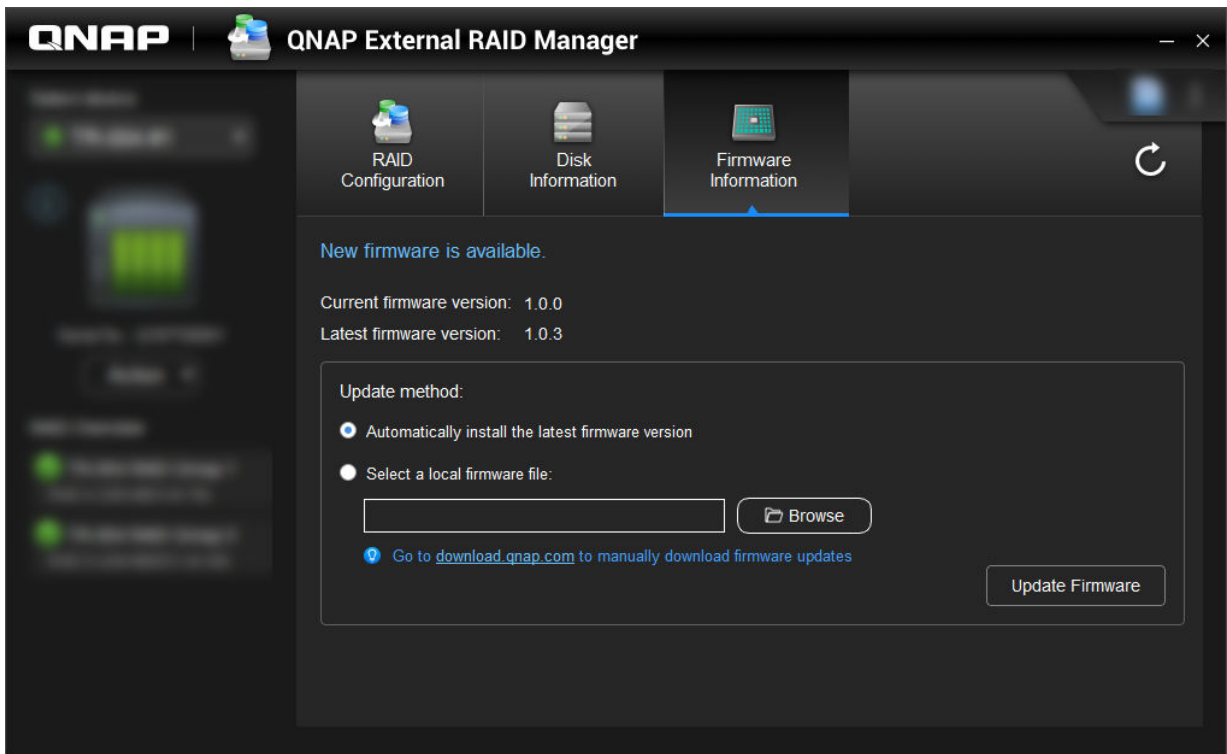 QNAP
QNAP External RAID Manager
RAID
Configuration
Disk
Information
Firmware
Information
New firmware is available.
Current firmware version: 1.0.0
Latest firmware version: 1.0.3
Update method:
Automatically install the latest firmware version
Select a local firmware file:
Browse
Go to download.qnap.com to manually download firmware updates
Update Firmware